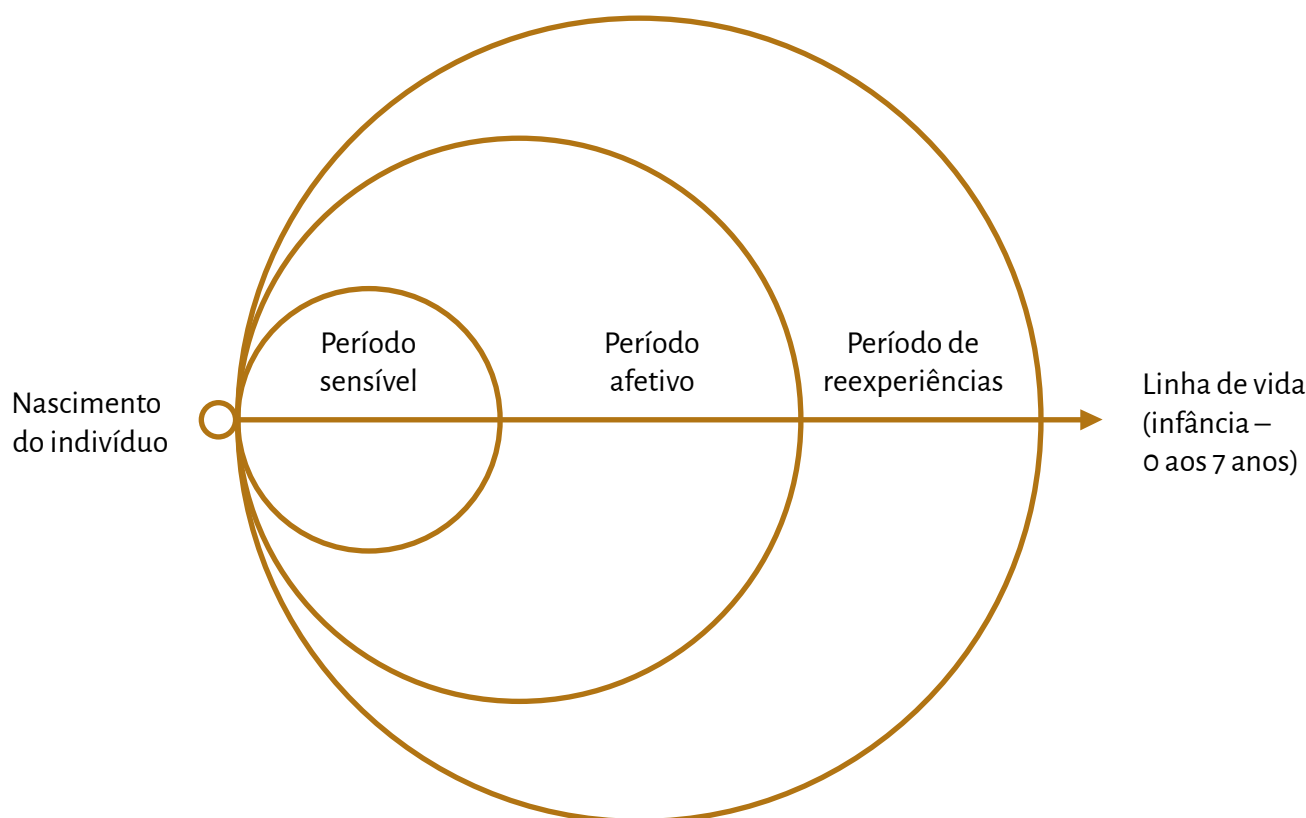 Nascimento
do indivíduo
Período
sensível
Período
afetivo
Período de
reexperiências
Linha de vida
(infância –
0 aos 7 anos)